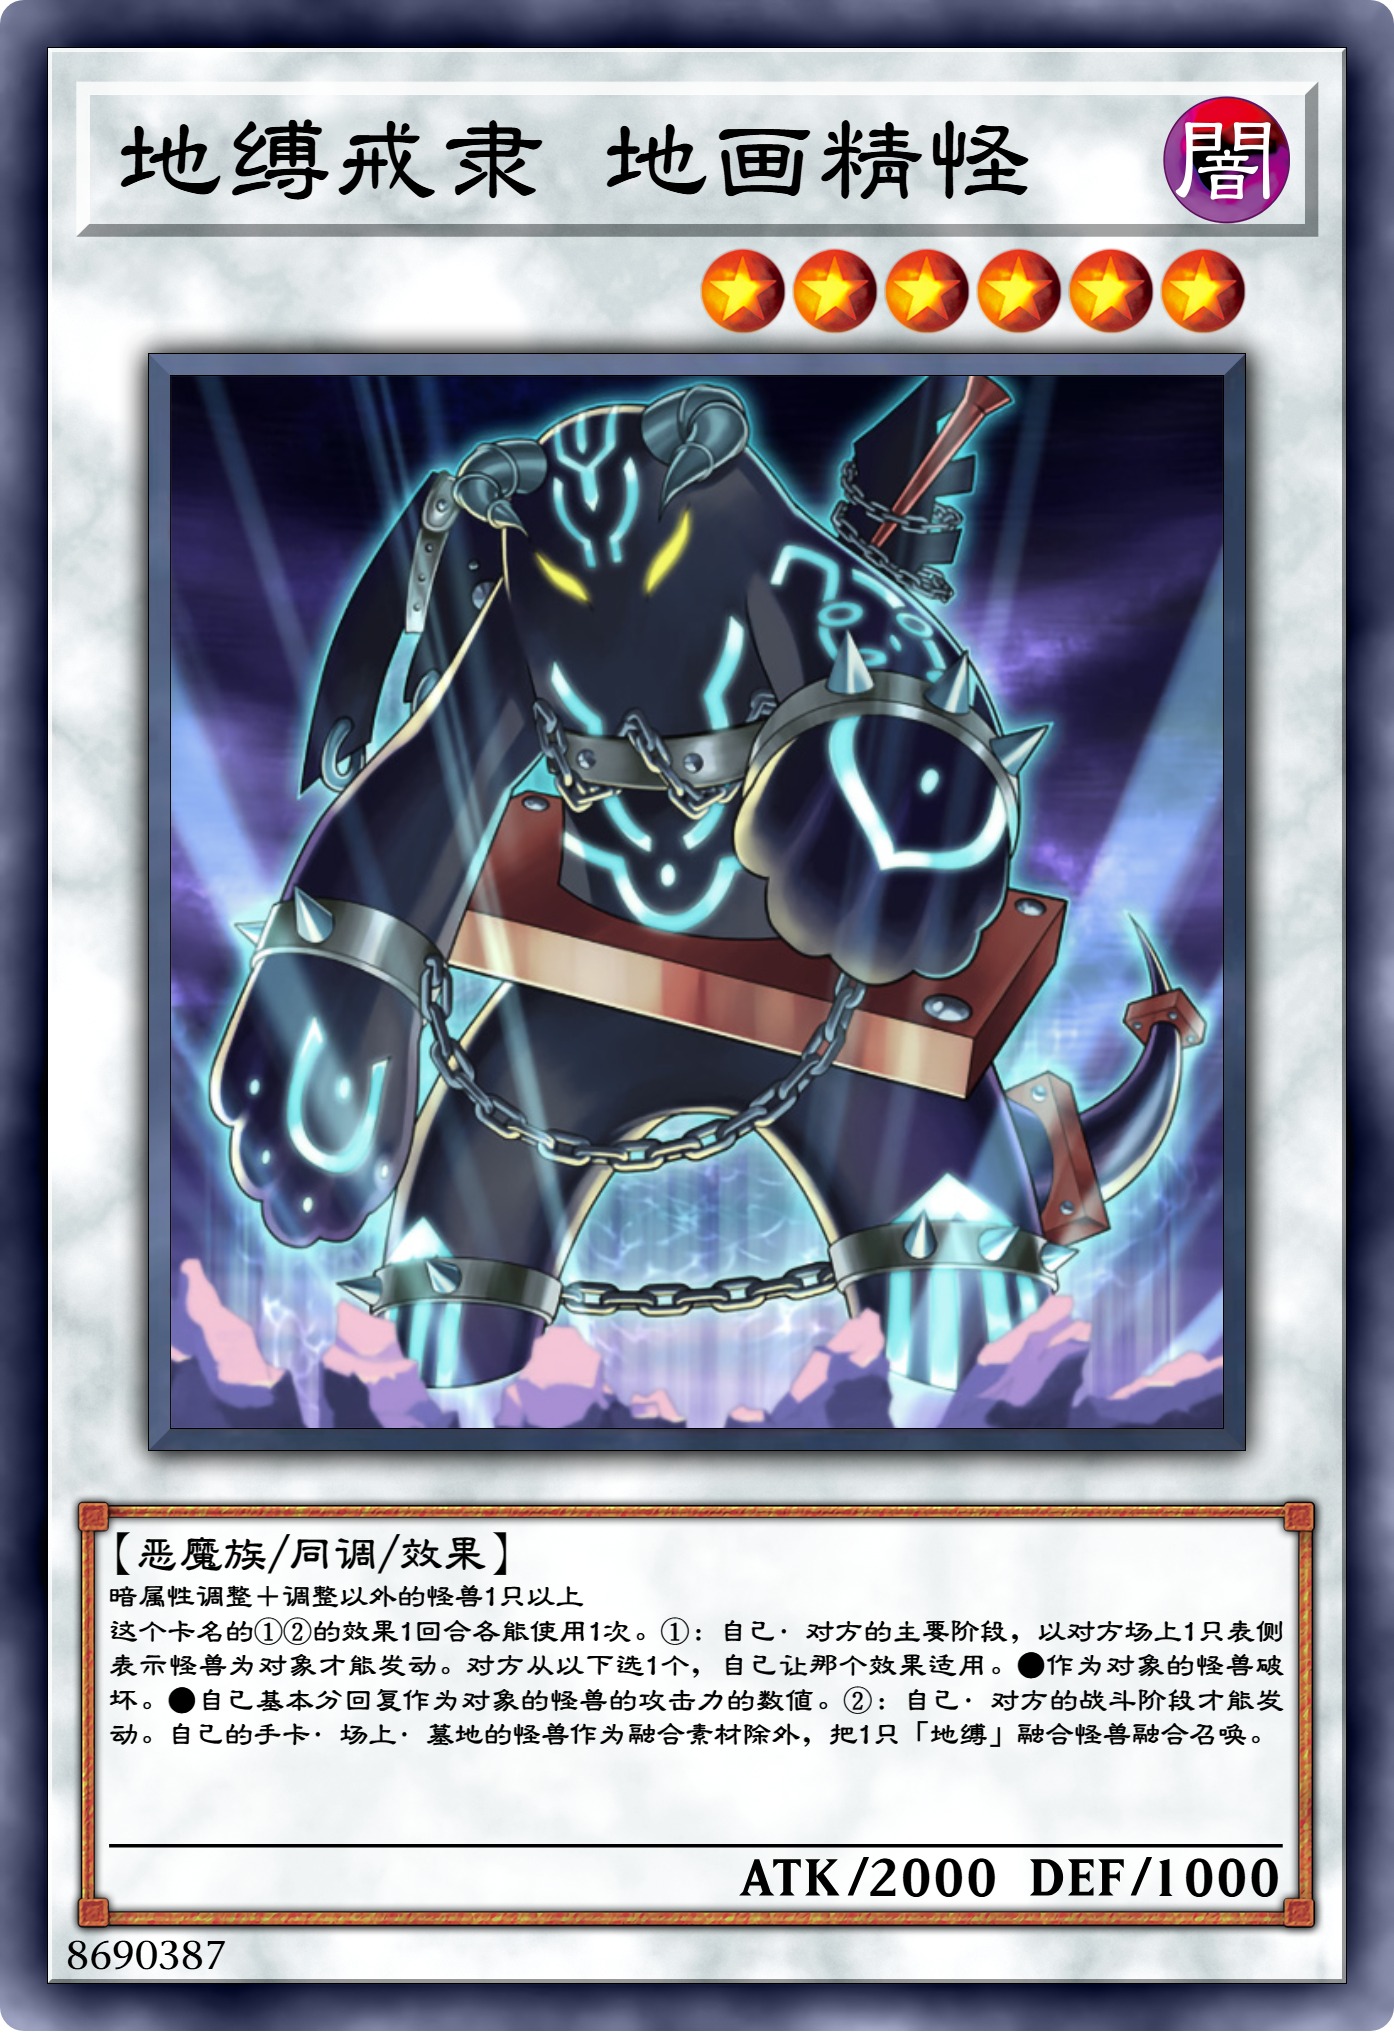 地缚戒隶 地画精怪
闇
【恶魔族/同调/效果】
暗属性调整＋调整以外的怪兽1只以上
这个卡名的①②的效果1回合各能使用1次。①：自己·对方的主要阶段，以对方场上1只表侧
表示怪兽为对象才能发动。对方从以下选1个，自己让那个效果适用。●作为对象的怪兽破
坏。●自己基本分回复作为对象的怪兽的攻击力的数值。②：自己·对方的战斗阶段才能发
动。自己的手卡·场上·墓地的怪兽作为融合素材除外，把1只「地缚」融合怪兽融合召唤。
ATK/2000 DEF/1000
8690387